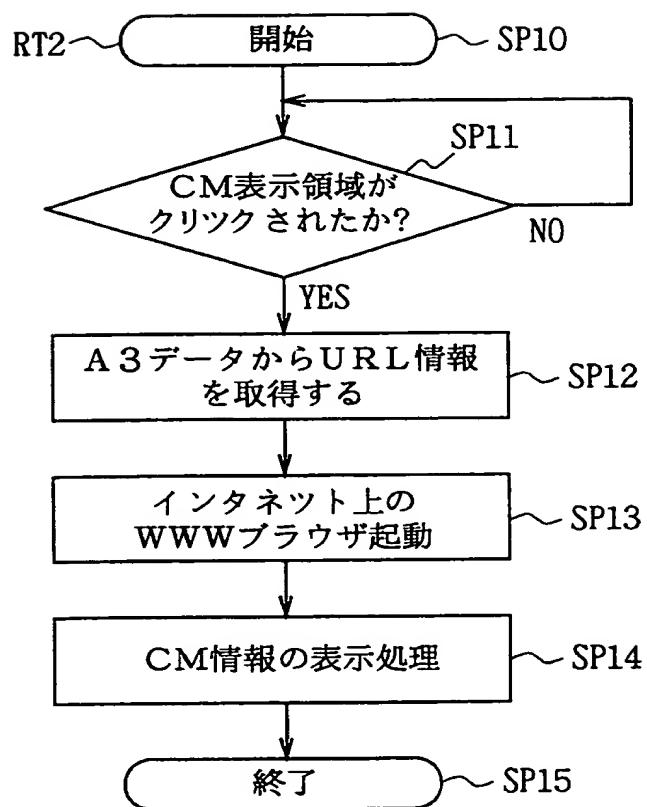 RT2
開始
SP10
SP11
CM表示領域が
クリツクされたか?
NO
YES
A3データからURL情報
を取得する
SP12
インタネツト上の
WWWブラウザ起動
SP13
CM情報の表示処理
SP14
終了
SP15